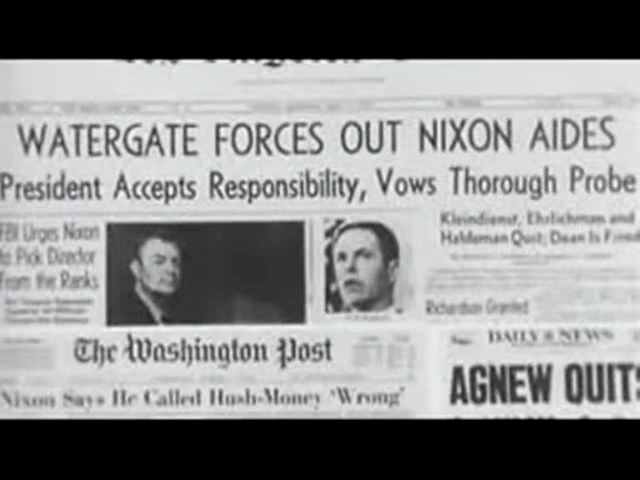 WATERGATE FORCES OUT NIXON AIDES
President Accepts Responsibility, Vows Thorough Probe
FBI Urges Nixon
to Pick Director
From the Ranks
Kleindienst, Ehrlichman and
Haldeman Quit; Dean Is Fired
Richardson Granted
The Washington Post
Nixon Says He Called Hush-Money 'Wrong'
DAILY NEWS
AGNEW QUITS